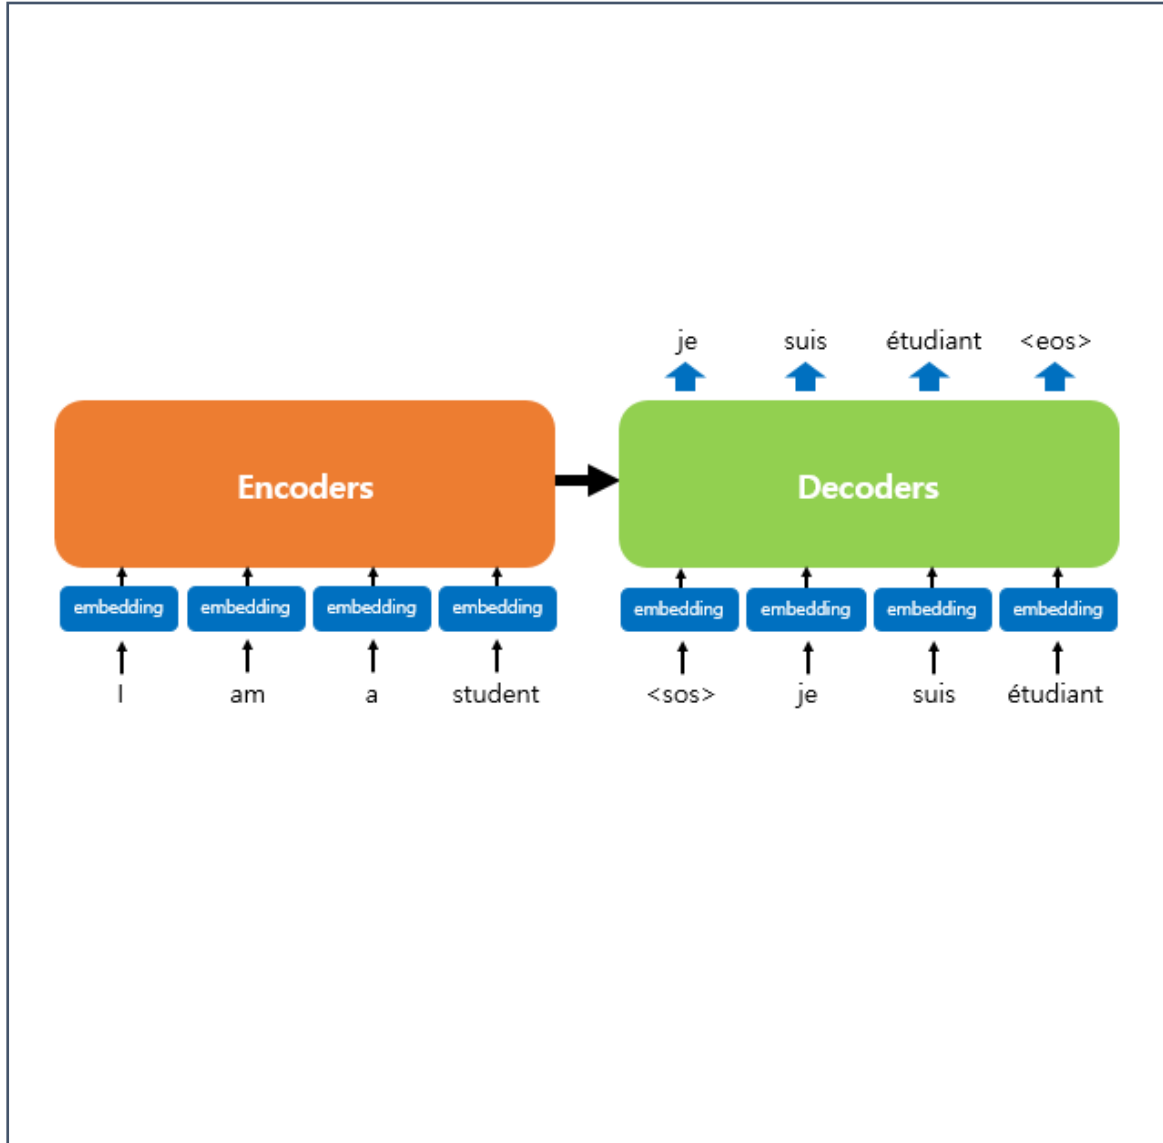 je suis étudiant <eos>
Encoders Decoders
embedding embedding embedding embedding embedding embedding embedding embedding
I am a student <sos> je suis étudiant